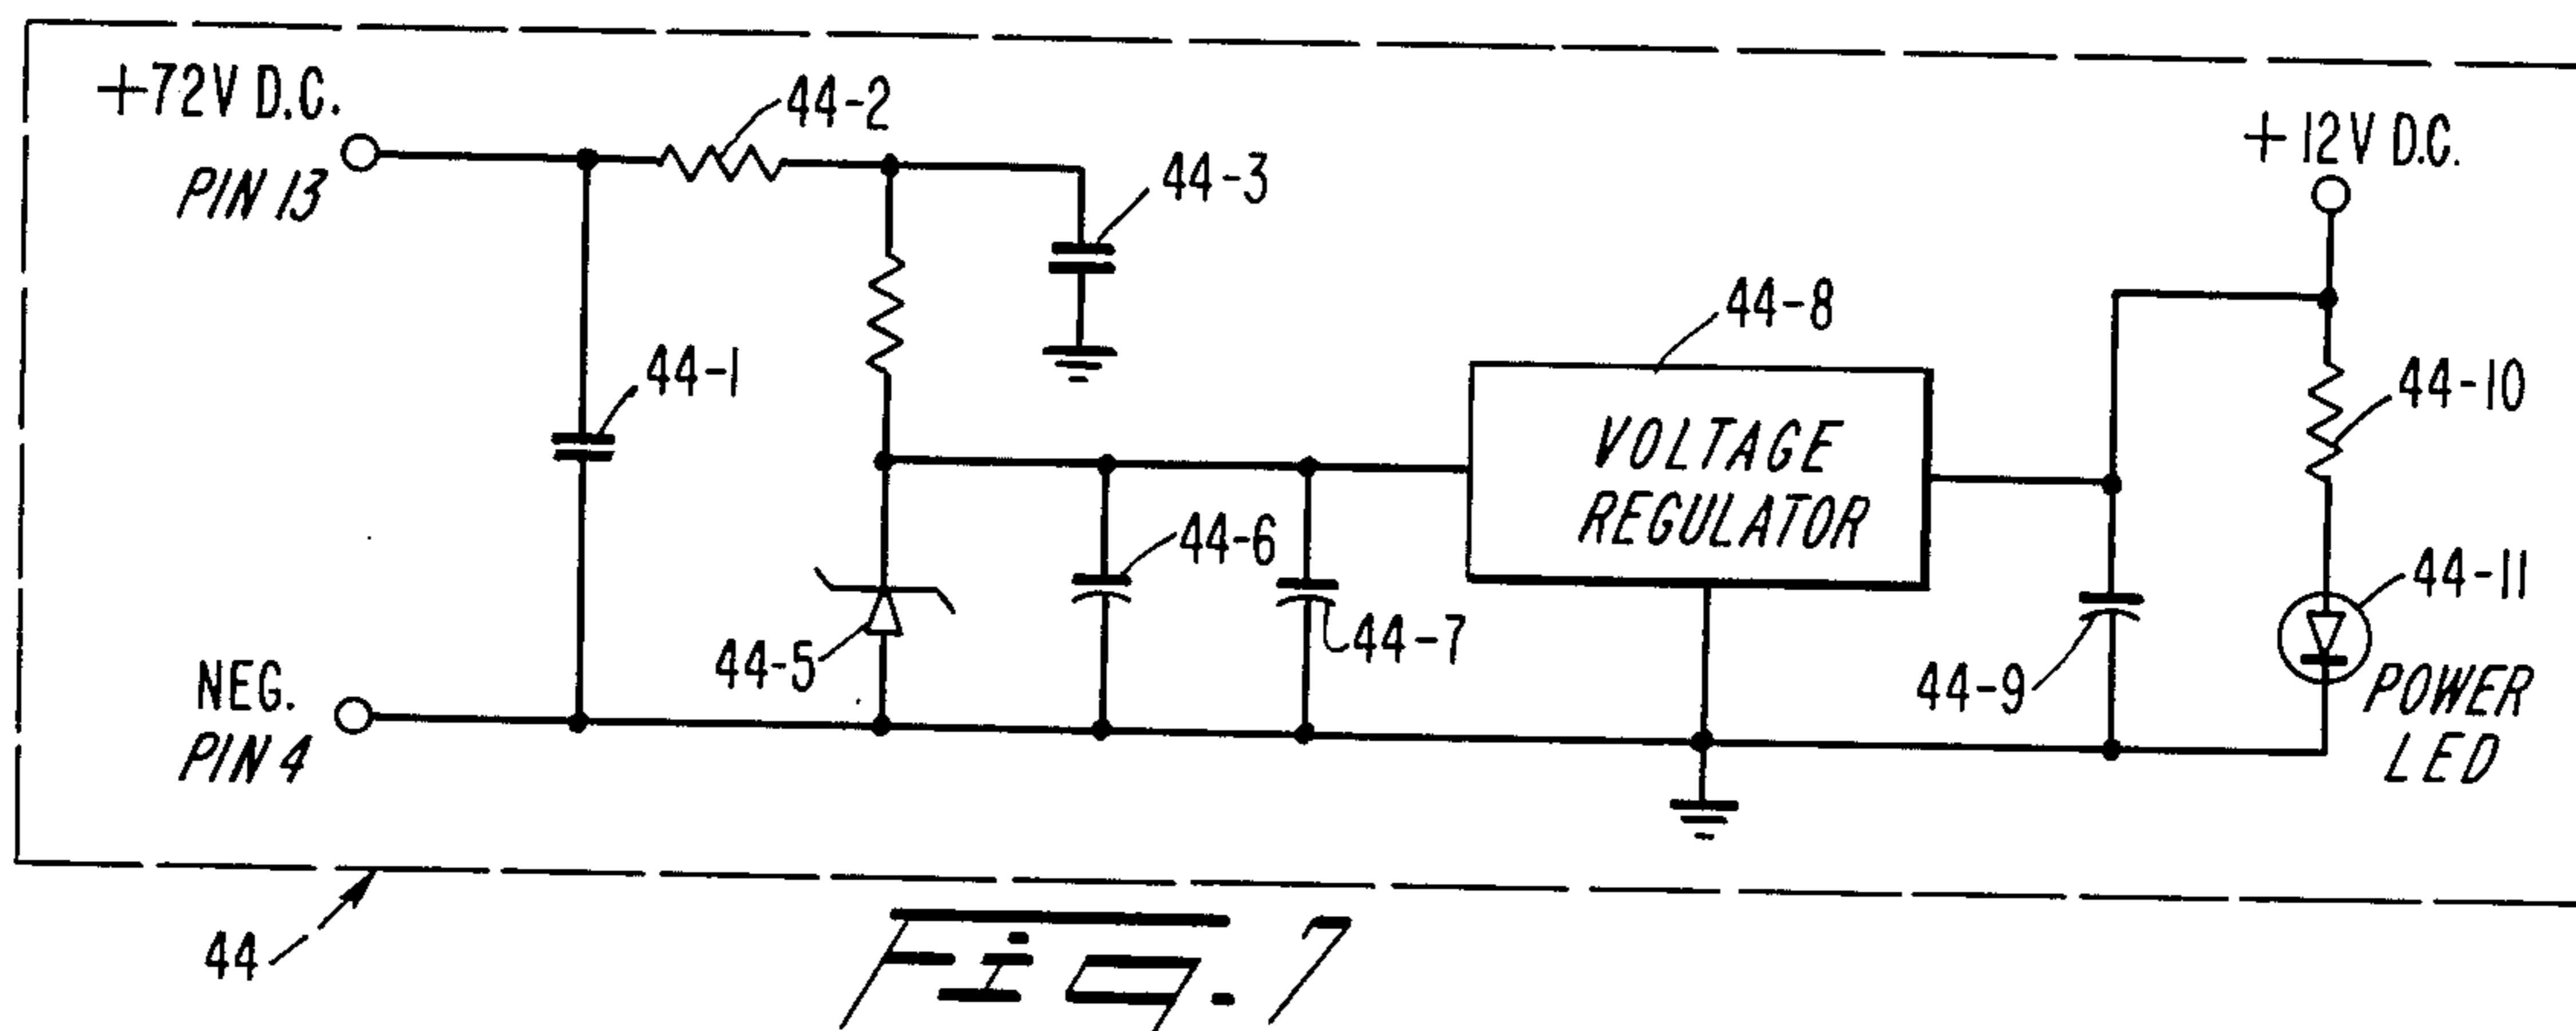 +72V D.C.
PIN 13
44-2
44-3
+12V D.C.
44-1
44-8
VOLTAGE
REGULATOR
44-10
44-6
44-5
44-7
44-9
44-11
POWER
LED
NEG.
PIN 4
44
FIG. 7